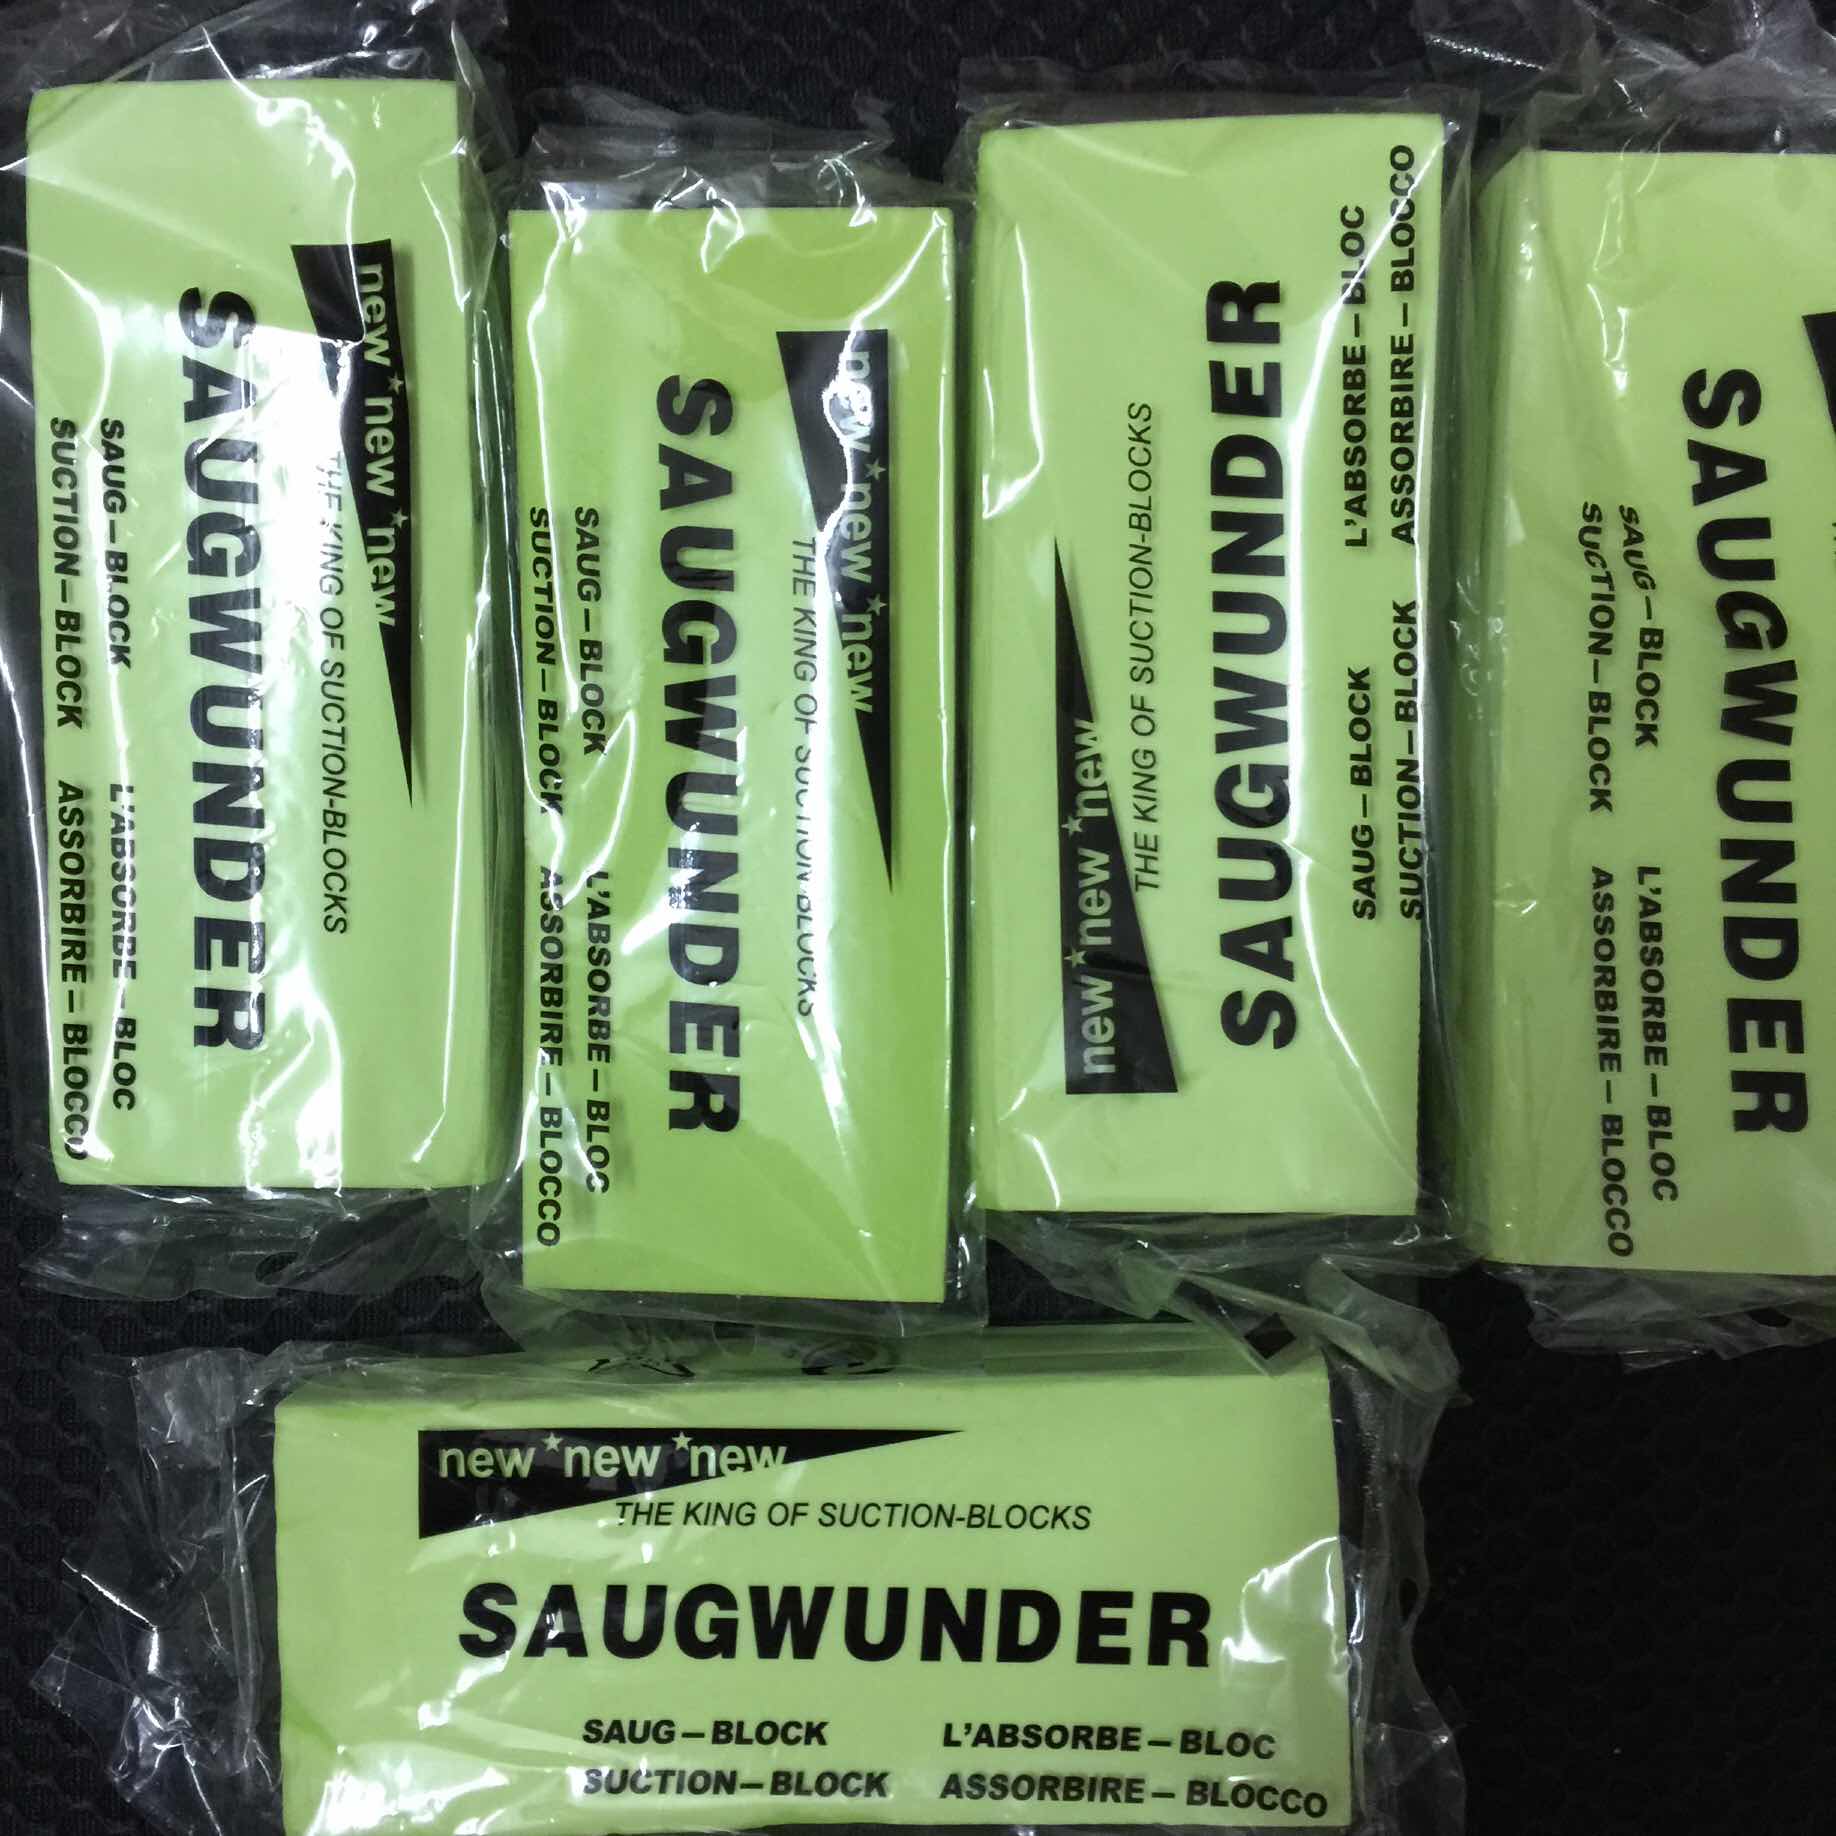 new*new*new
THE KING OF SUCTION-BLOCKS
SAUGWUNDER
SAUG–BLOCK L'ABSORBE–BLOC
SUCTION–BLOCK ASSORBIRE–BLOCCO
new*new*new
THE KING OF SUCTION-BLOCKS
SAUGWUNDER
SAUG–BLOCK L'ABSORBE–BLOC
SUCTION–BLOCK ASSORBIRE–BLOCCO
new*new*new
THE KING OF SUCTION-BLOCKS
SAUGWUNDER
SAUG–BLOCK L'ABSORBE–BLOC
SUCTION–BLOCK ASSORBIRE–BLOCCO
SAUGWUNDER
SAUG–BLOCK L'ABSORBE–BLOC
SUCTION–BLOCK ASSORBIRE–BLOCCO
new*new*new
THE KING OF SUCTION-BLOCKS
SAUGWUNDER
SAUG–BLOCK L'ABSORBE–BLOC
SUCTION–BLOCK ASSORBIRE–BLOCCO